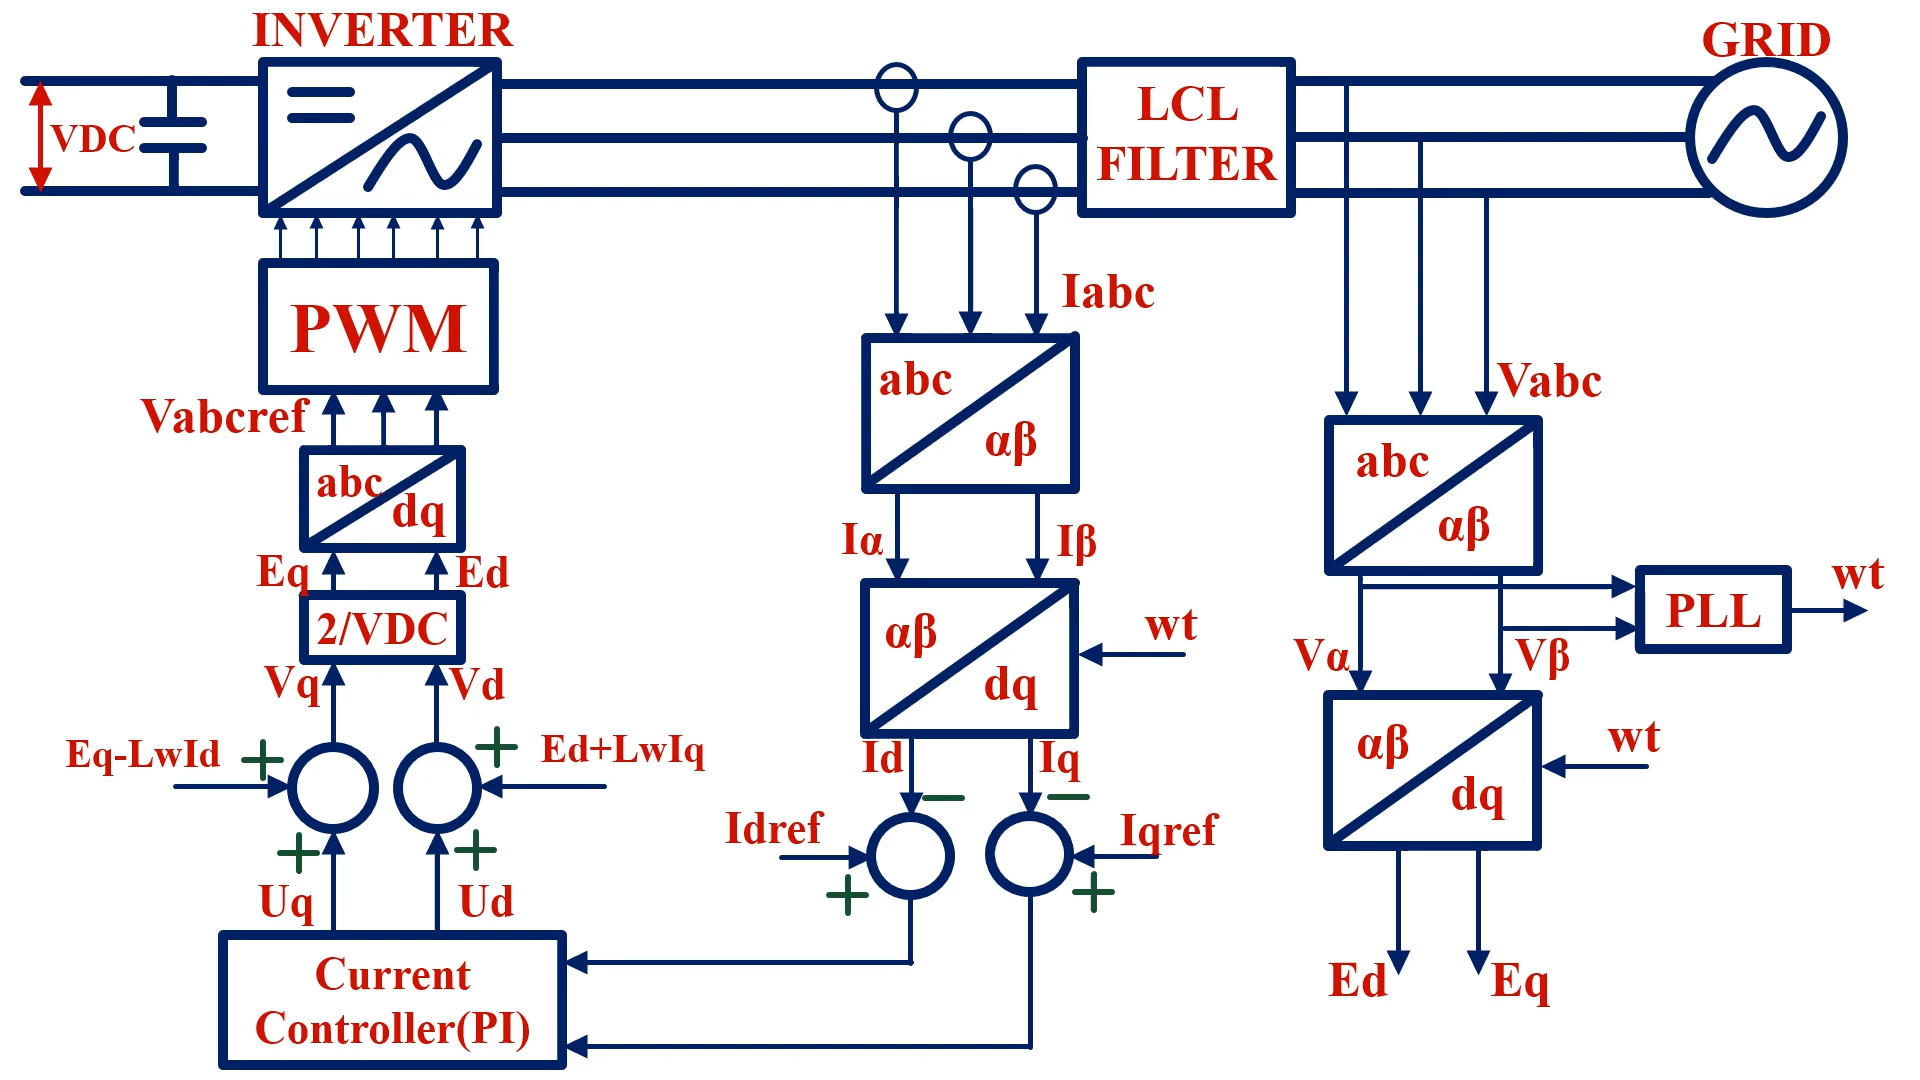 INVERTER
GRID
VDC
LCL
FILTER
PWM
Iabc
Vabc
Vabcref
abc
αβ
abc
dq
abc
αβ
Eq
Ed
Iα
Iβ
2/VDC
PLL
wt
αβ
dq
wt
Vα
Vβ
Vq
Vd
Eq-LwId
+
+
Ed+LwIq
Id
Iq
αβ
dq
wt
Idref
−
−
Iqref
+
+
+
+
Uq
Ud
Ed
Eq
Current
Controller(PI)